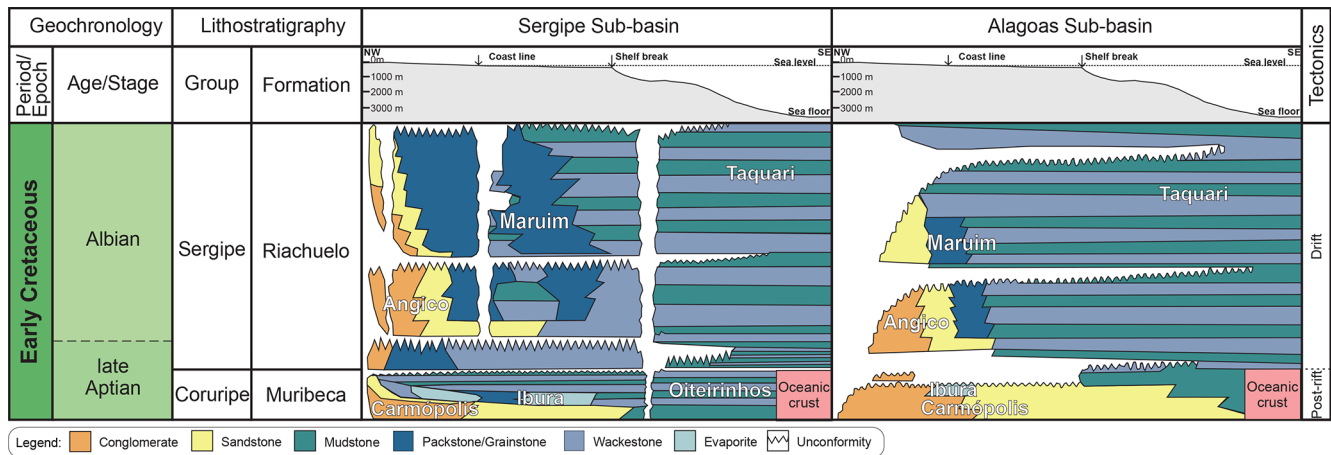 Geochronology Lithostratigraphy Sergipe Sub-basin Alagoas Sub-basin Tectonics
Period/
Epoch
Age/Stage Group Formation
NW SE
0m Coast line Shelf break Sea level
1000 m
2000 m
3000 m
Sea floor
NW SE
0m Coast line Shelf break Sea level
1000 m
2000 m
3000 m
Sea floor
Early Cretaceous
Albian
late
Aptian
Sergipe
Coruripe
Riachuelo
Muribeca
Taquari
Maruim
Angico
Oiteirinhos
Ibura
Carmópolis
Oceanic
crust
Taquari
Maruim
Angico
Ibura
Carmópolis
Oceanic
crust
Drift
Post-rift
Legend: Conglomerate Sandstone Mudstone Packstone/Grainstone Wackestone Evaporite Unconformity